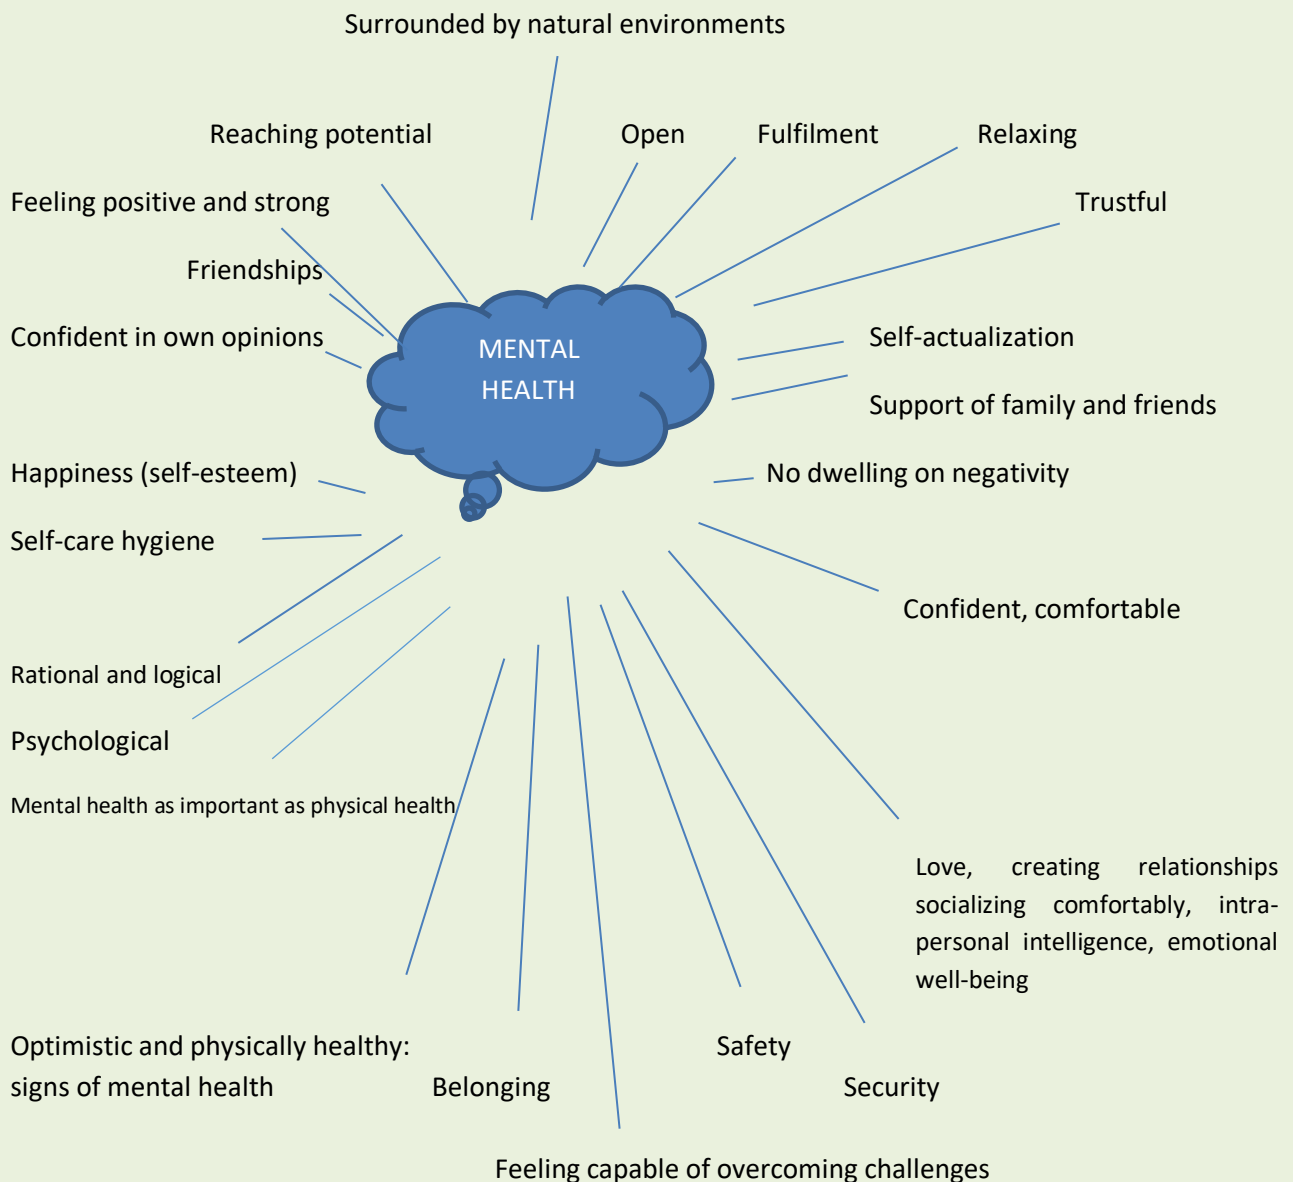 Surrounded by natural environments
Reaching potential
Open
Fulfilment
Relaxing
Feeling positive and strong
Trustful
Friendships
Confident in own opinions
MENTAL
HEALTH
Self-actualization
Support of family and friends
Happiness (self-esteem)
No dwelling on negativity
Self-care hygiene
Confident, comfortable
Rational and logical
Psychological
Mental health as important as physical health
Love, creating relationships
socializing comfortably, intra-
personal intelligence, emotional
well-being
Optimistic and physically healthy:
signs of mental health
Safety
Belonging
Security
Feeling capable of overcoming challenges